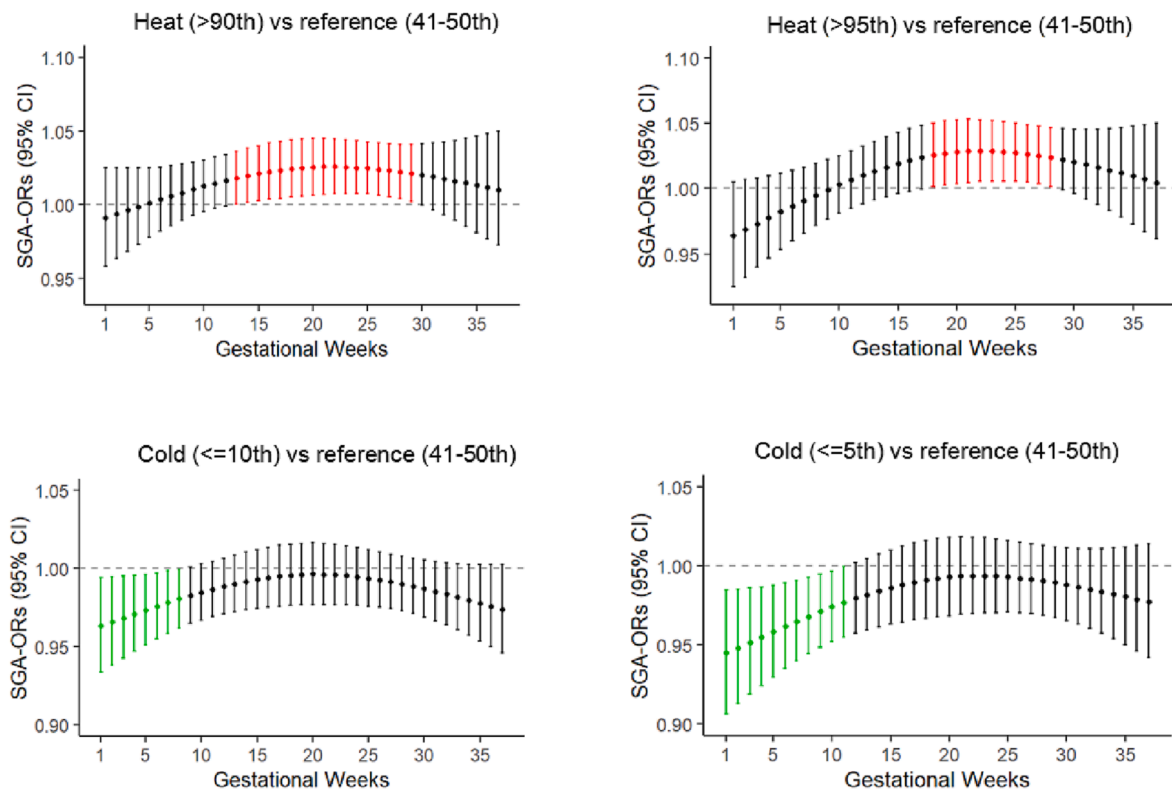 Heat (>90th) vs reference (41-50th)
SGA-ORs (95% CI)
1.10
1.05
1.00
0.95
1 5 10 15 20 25 30 35
Gestational Weeks
Heat (>95th) vs reference (41-50th)
SGA-ORs (95% CI)
1.10
1.05
1.00
0.95
1 5 10 15 20 25 30 35
Gestational Weeks
Cold (<=10th) vs reference (41-50th)
SGA-ORs (95% CI)
1.05
1.00
0.95
0.90
1 5 10 15 20 25 30 35
Gestational Weeks
Cold (<=5th) vs reference (41-50th)
SGA-ORs (95% CI)
1.05
1.00
0.95
0.90
1 5 10 15 20 25 30 35
Gestational Weeks